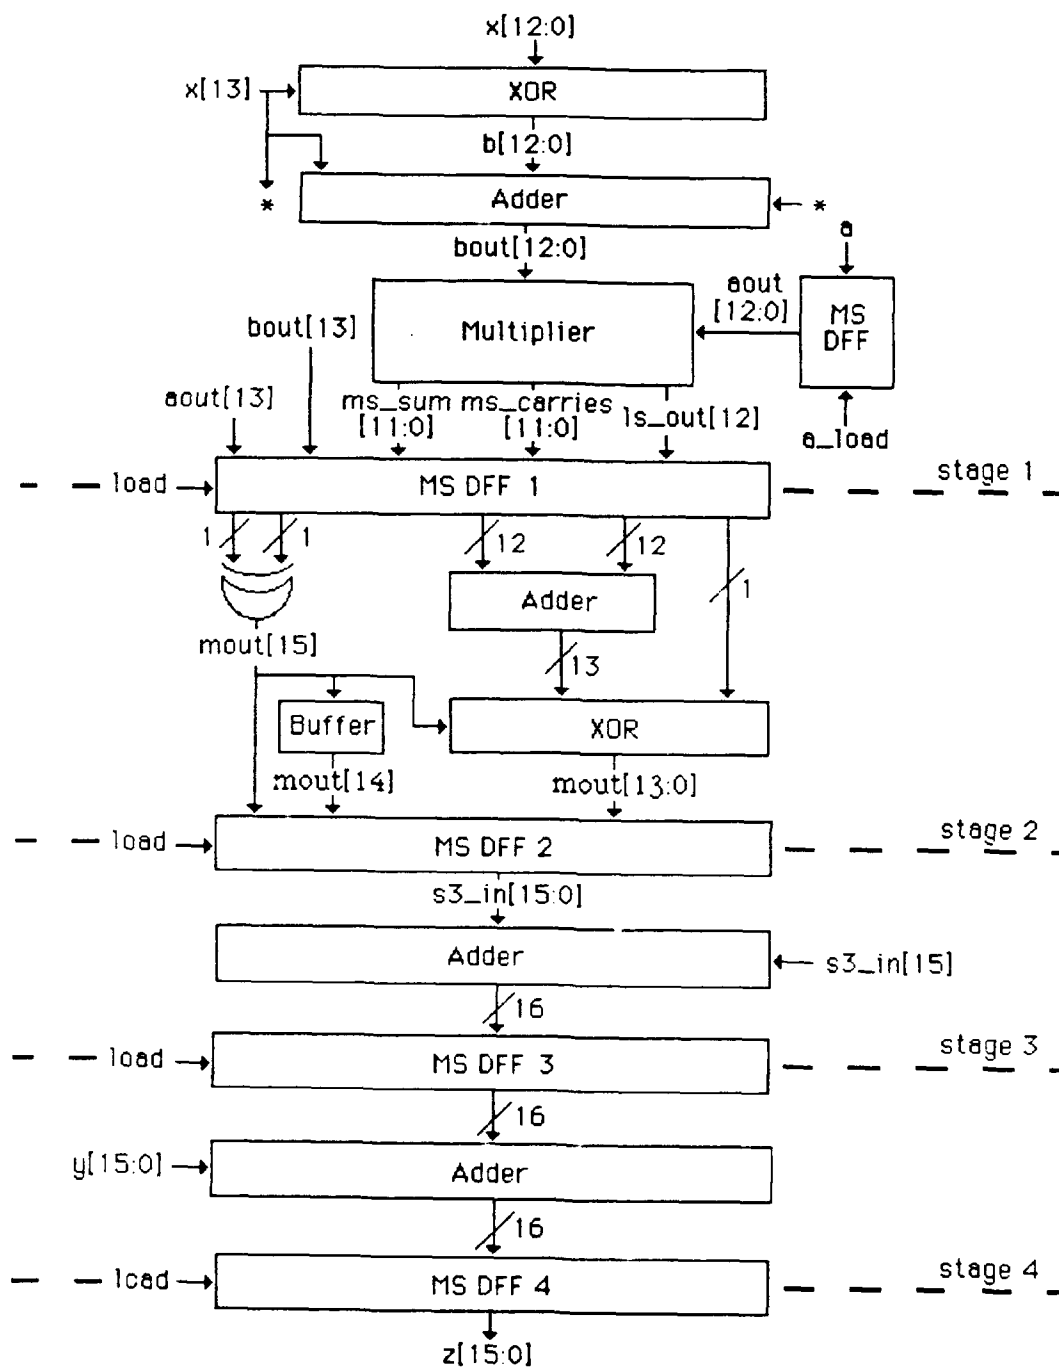 x[12:0]
x[13]
XOR
b[12:0]
Adder
*
*
a
bout[12:0]
aout
[12:0]
MS
DFF
Multiplier
bout[13]
aout[13]
ms_sum
[11:0]
ms_carries
[11:0]
ls_out[12]
a_load
load
MS DFF 1
stage 1
1
1
12
12
1
Adder
mout[15]
13
Buffer
XOR
mout[14]
mout[13:0]
load
MS DFF 2
stage 2
s3_in[15:0]
Adder
s3_in[15]
16
load
MS DFF 3
stage 3
16
y[15:0]
Adder
16
load
MS DFF 4
stage 4
z[15:0]